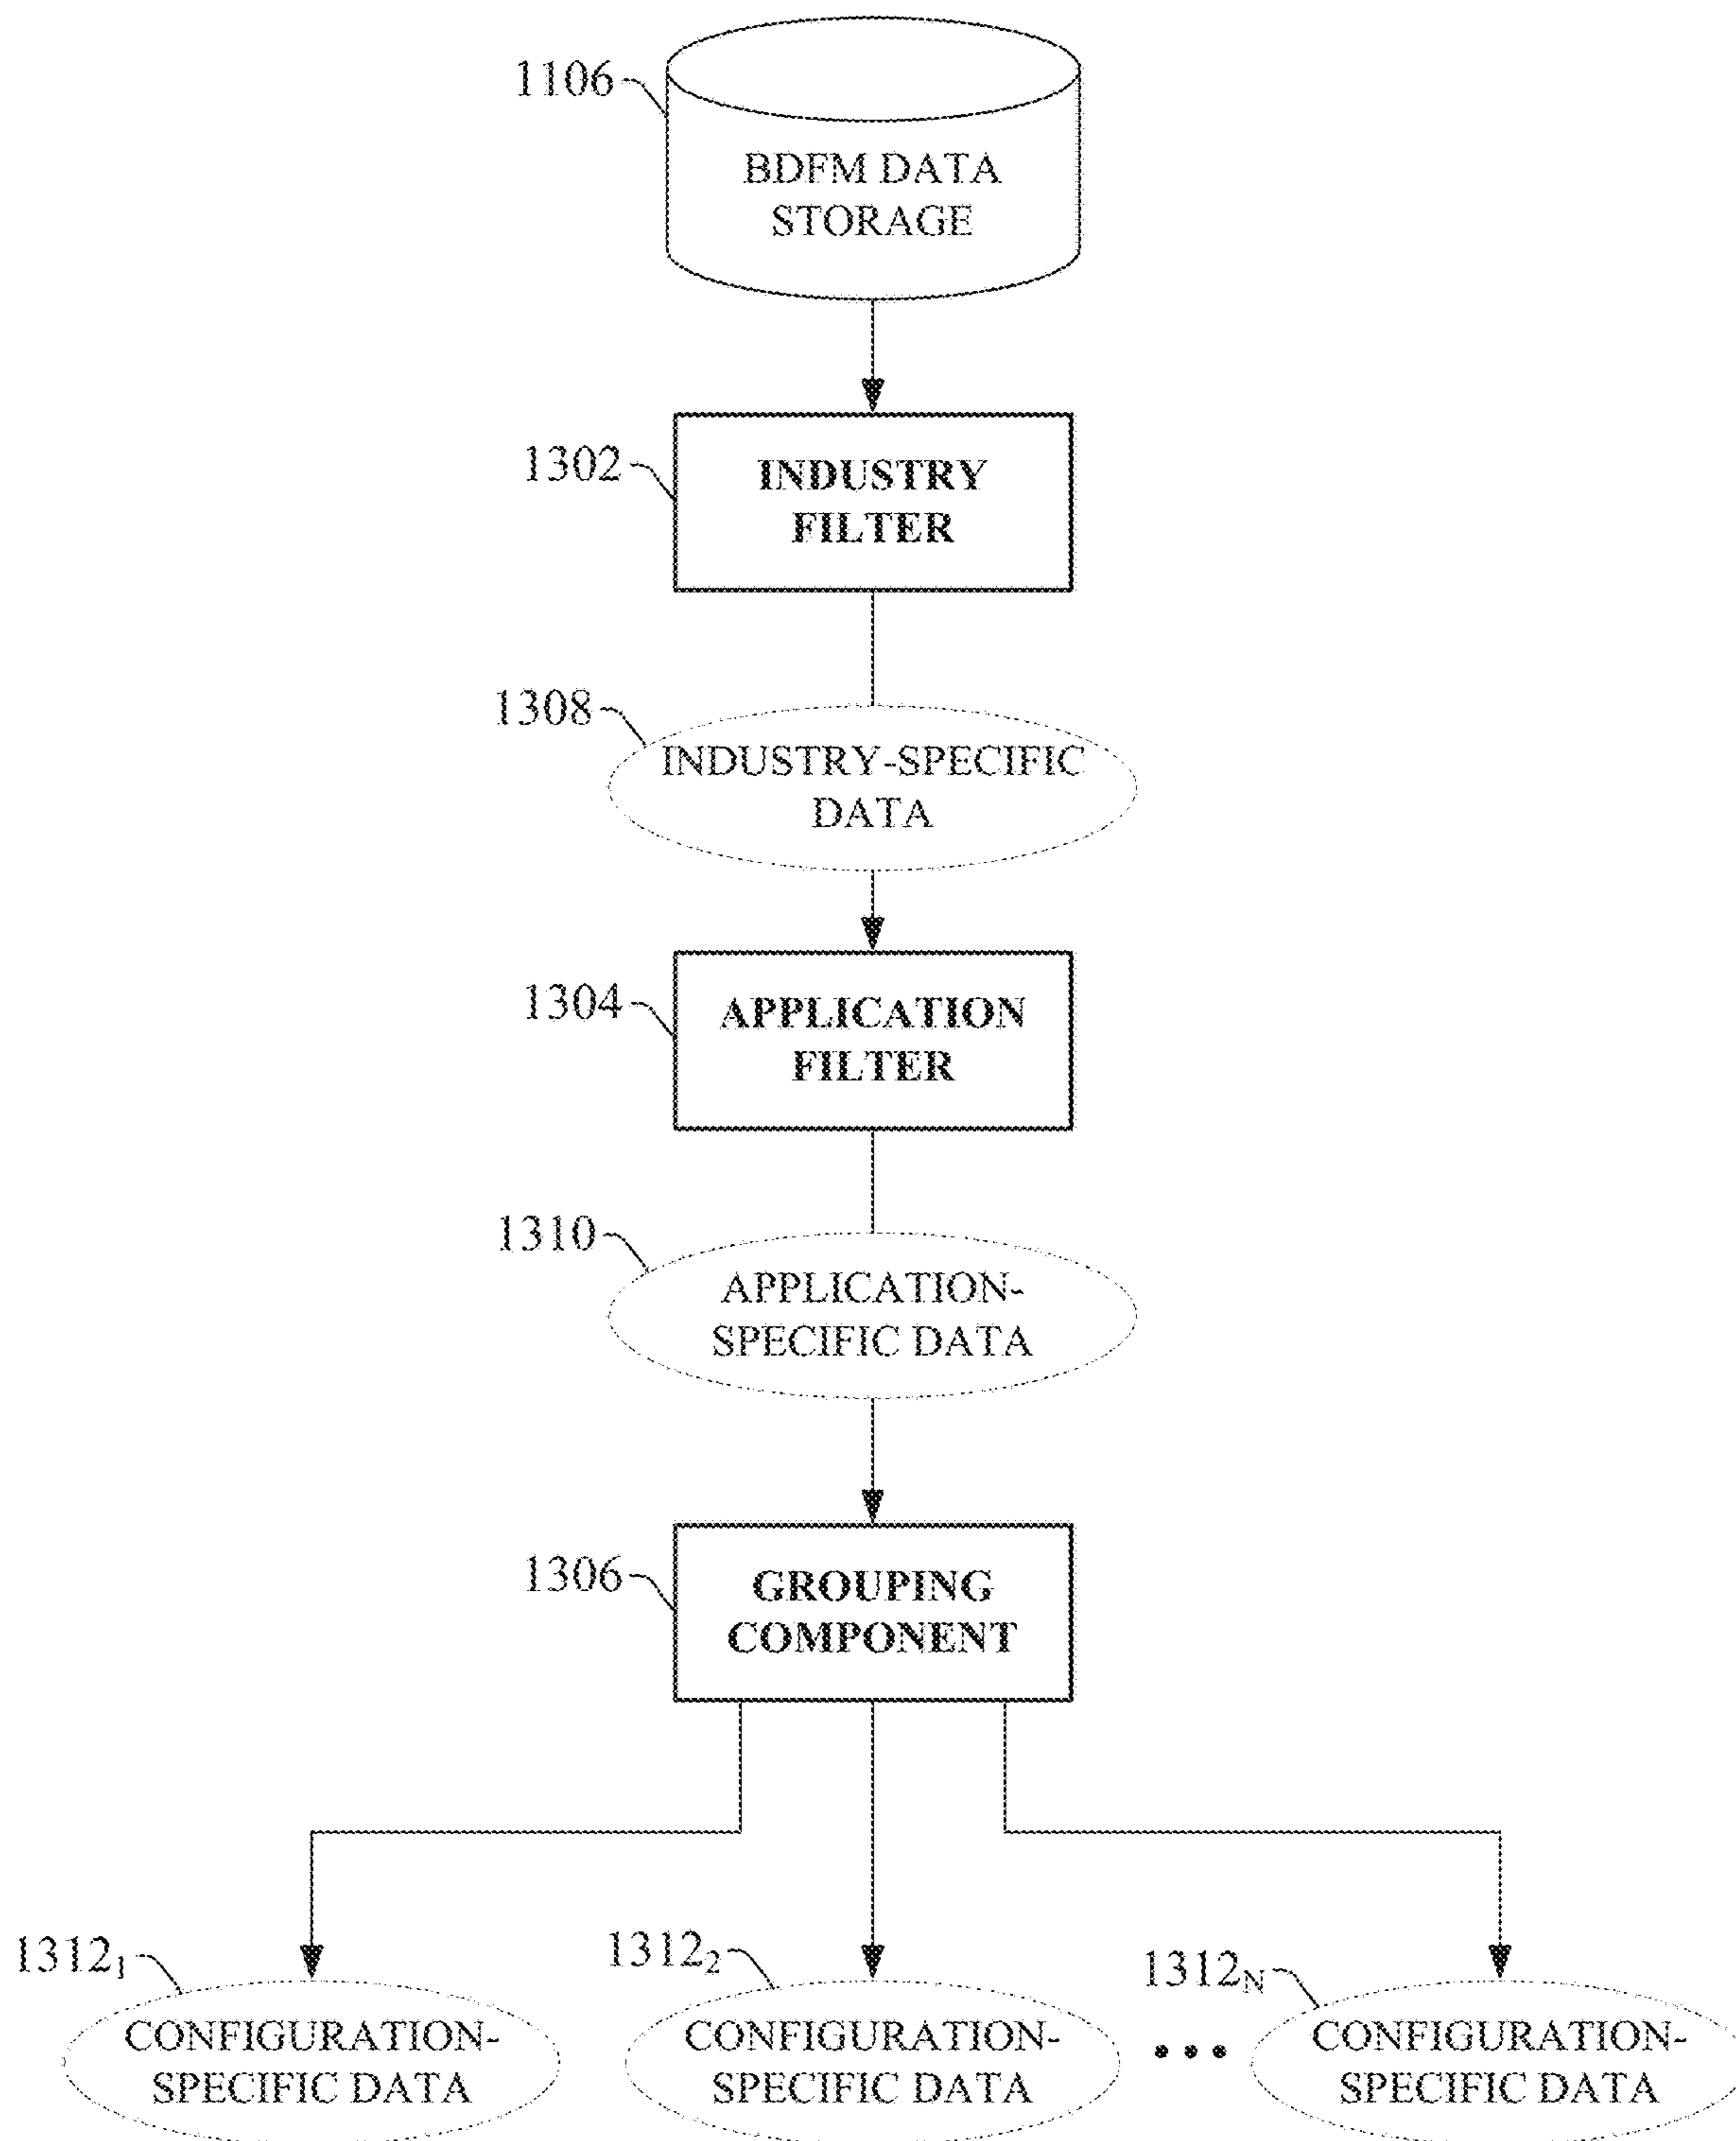 1106
BDFM DATA
STORAGE
1302
INDUSTRY
FILTER
1308
INDUSTRY-SPECIFIC
DATA
1304
APPLICATION
FILTER
1310
APPLICATION-
SPECIFIC DATA
1306
GROUPING
COMPONENT
1312₁
1312₂
1312N
CONFIGURATION-
SPECIFIC DATA
CONFIGURATION-
SPECIFIC DATA
•••
CONFIGURATION-
SPECIFIC DATA